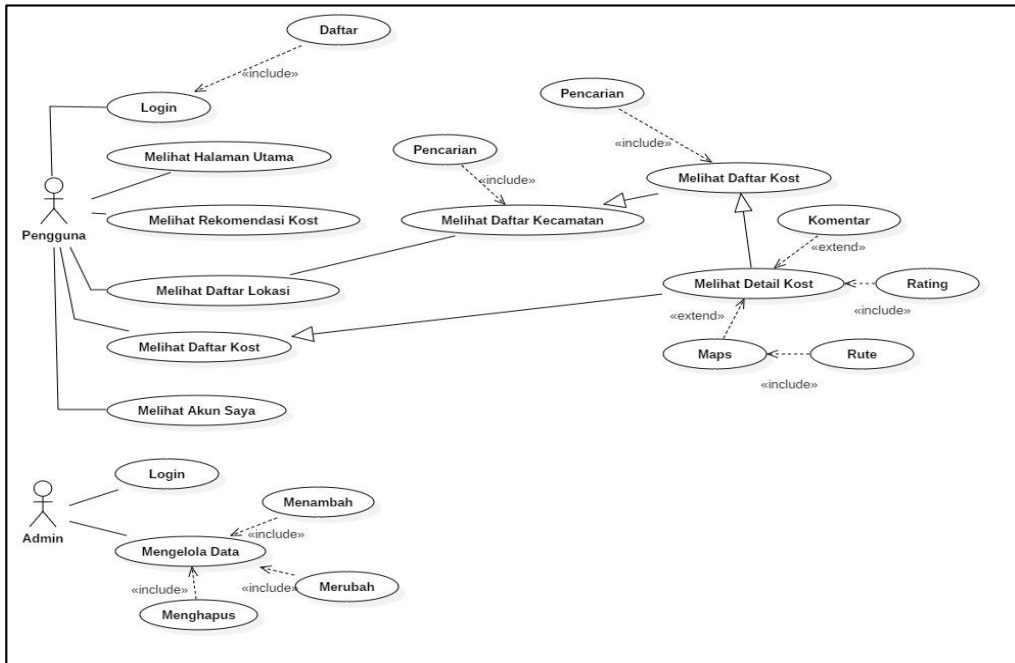 Daftar
«include»
Login
Pencarian
«include»
Pencarian
«include»
Melihat Halaman Utama
Melihat Daftar Kost
Melihat Rekomendasi Kost
Melihat Daftar Kecamatan
Komentar
«extend»
Pengguna
Melihat Daftar Lokasi
Melihat Detail Kost
Rating
«include»
«extend»
Melihat Daftar Kost
Maps
Rute
«include»
Melihat Akun Saya
Login
Admin
Menambah
«include»
Mengelola Data
«include»
«include»
Merubah
Menghapus